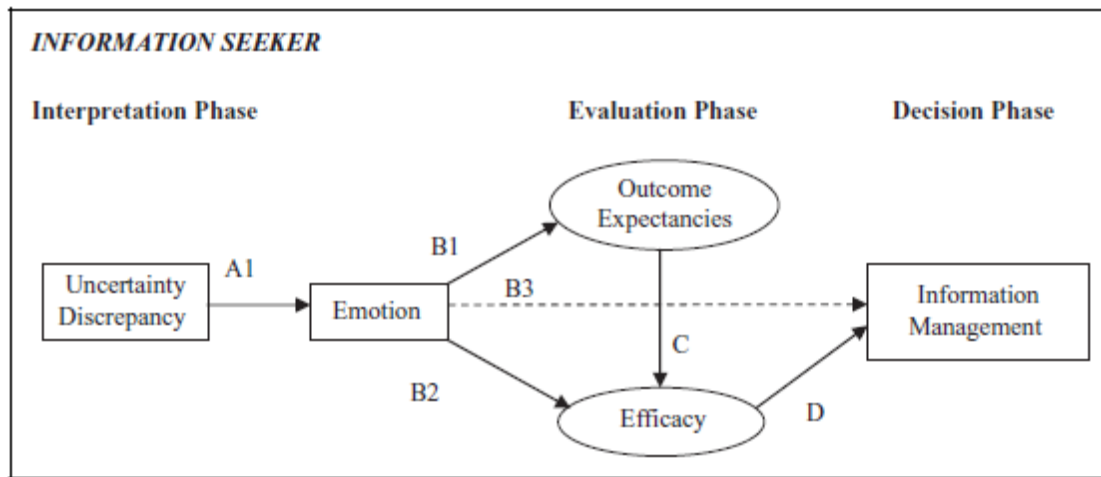 INFORMATION SEEKER
Interpretation Phase
Evaluation Phase
Decision Phase
Outcome
Expectancies
B1
A1
Uncertainty
Discrepancy
Emotion
B3
Information
Management
C
B2
Efficacy
D